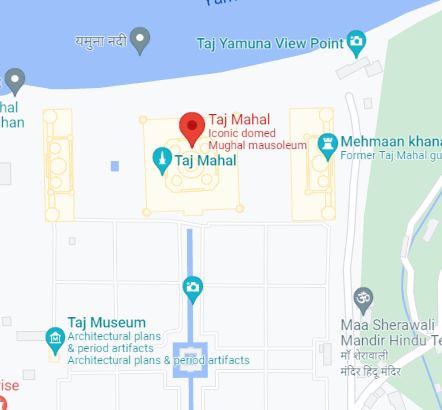 यमुना नदी
Taj Yamuna View Point
Taj Mahal
Iconic domed
Mughal mausoleum
Taj Mahal
Mehmaan khana
Former Taj Mahal gu
Taj Museum
Architectural plans
& period artifacts
Architectural plans & period artifacts
Maa Sherawali
Mandir Hindu Te
माँ शेरावाली
मंदिर हिंदू मंदिर